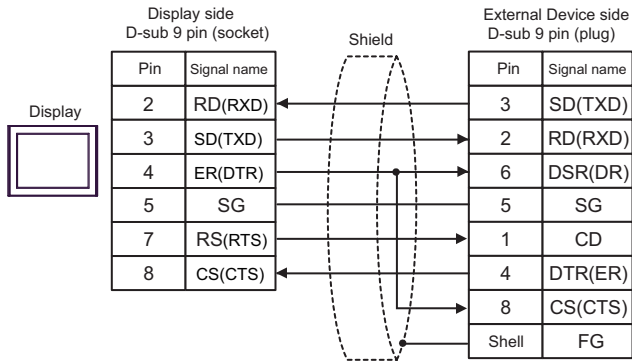 Display side
D-sub 9 pin (socket)
External Device side
D-sub 9 pin (plug)
Shield
Display
Pin Signal name
2 RD(RXD)
3 SD(TXD)
4 ER(DTR)
5 SG
7 RS(RTS)
8 CS(CTS)
Pin Signal name
3 SD(TXD)
2 RD(RXD)
6 DSR(DR)
5 SG
1 CD
4 DTR(ER)
8 CS(CTS)
Shell FG